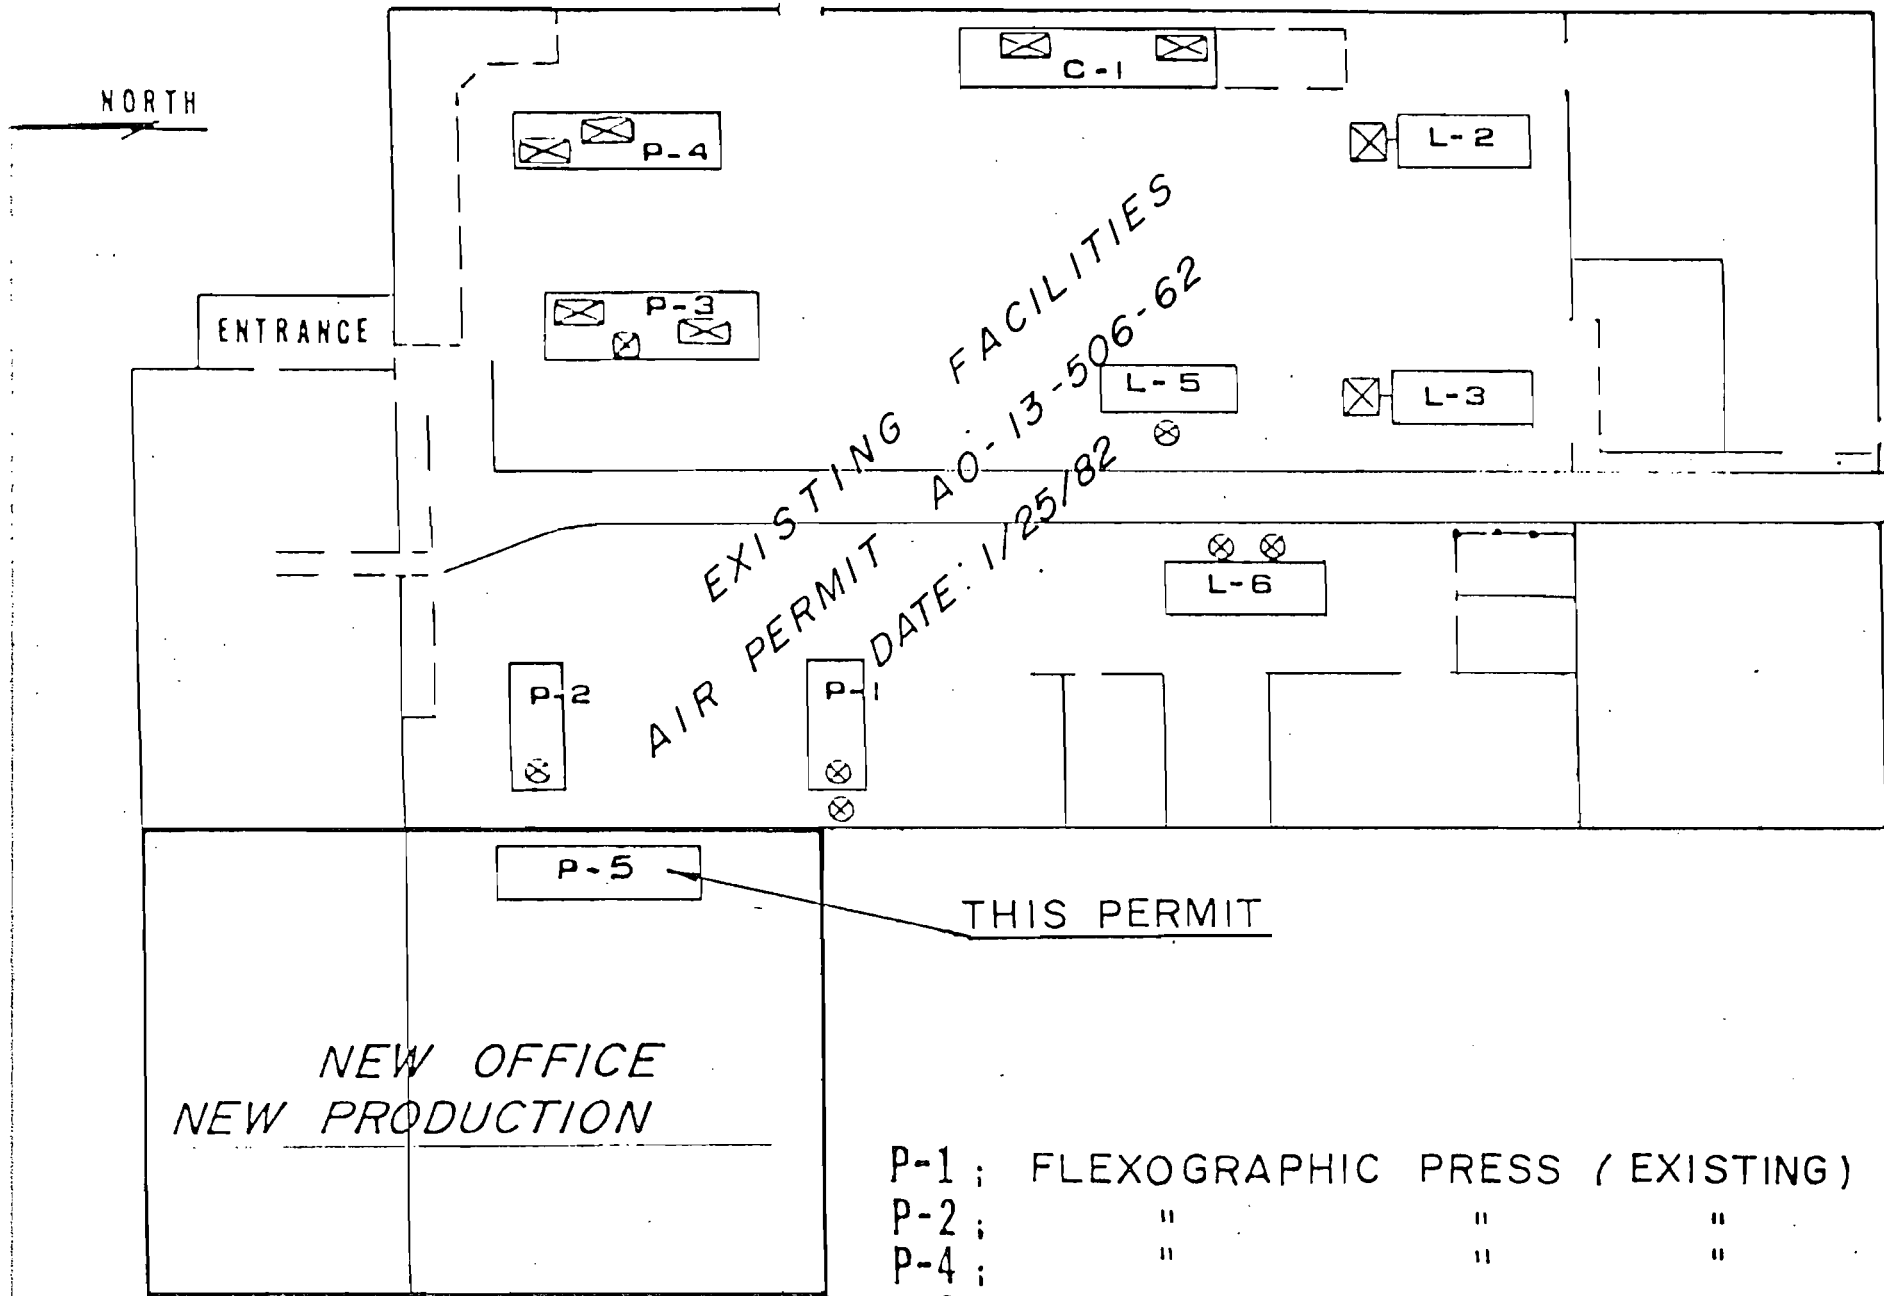 NORTH
C-1
P-4
L-2
P-3
ENTRANCE
L-5
L-3
EXISTING FACILITIES
AIR PERMIT AO-13-506-62
DATE: 1/25/82
L-6
P-2
P-1
P-5
THIS PERMIT
NEW OFFICE
NEW PRODUCTION
P-1; FLEXOGRAPHIC PRESS (EXISTING)
P-2; " " "
P-4; " " "